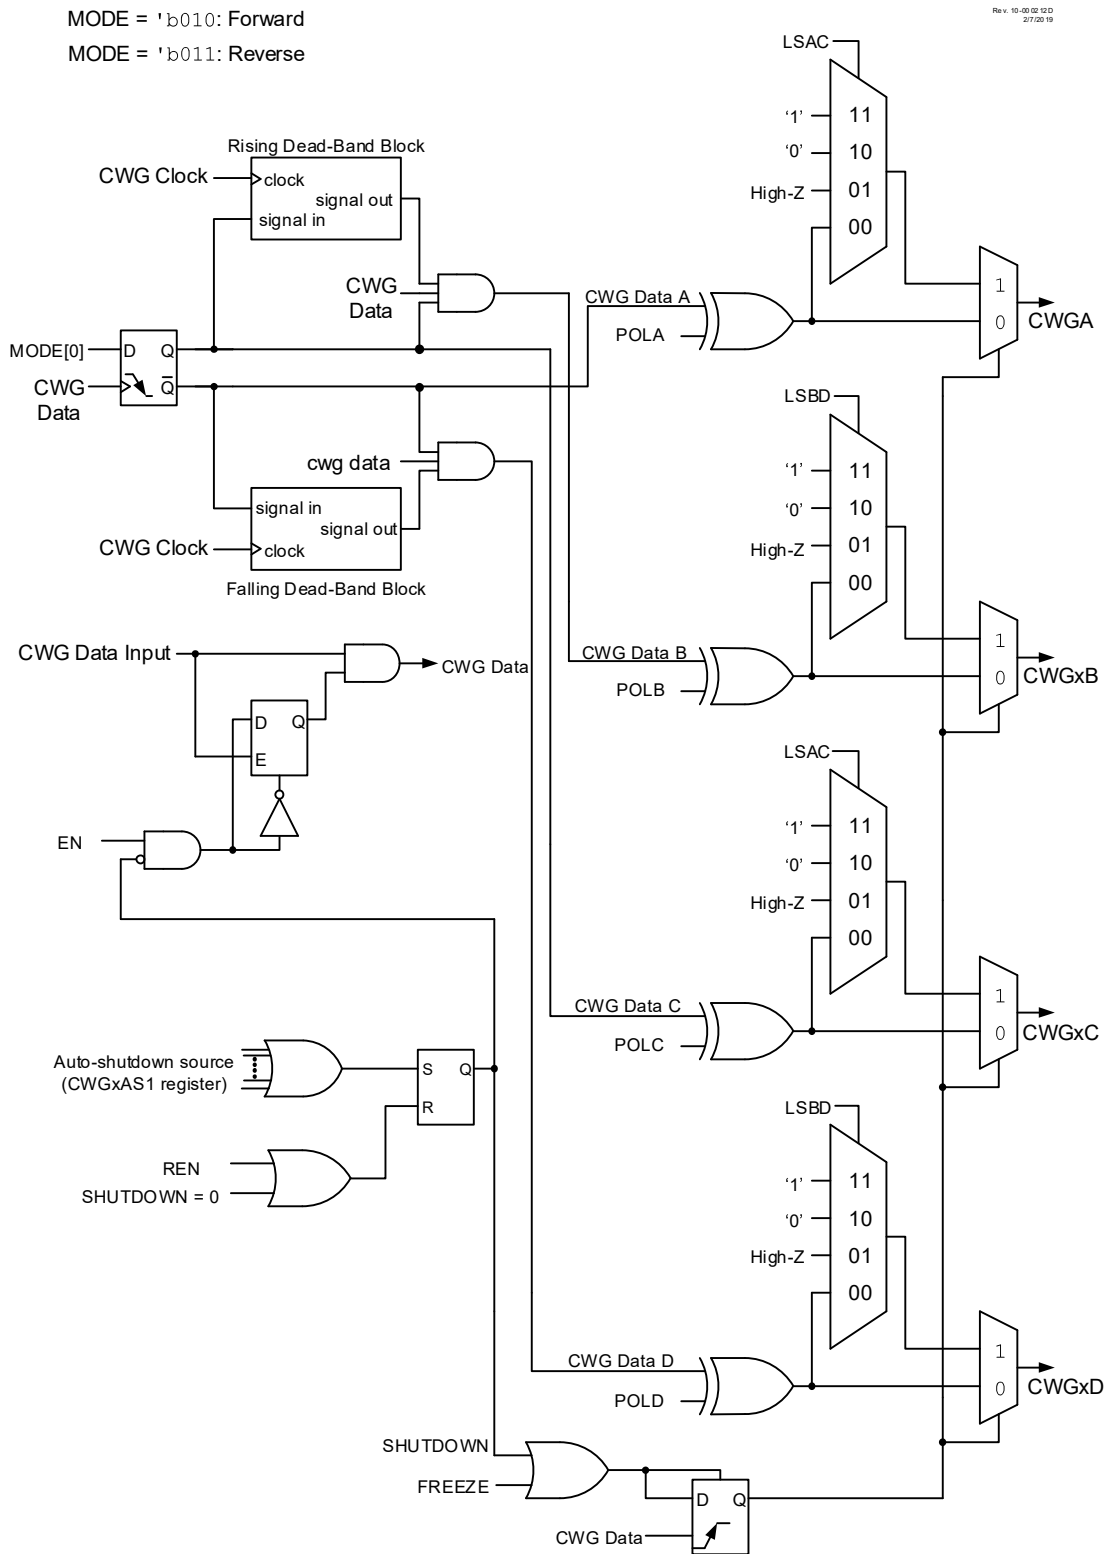 MODE = 'b010: Forward
MODE = 'b011: Reverse
Rev. 10-000212D
2/7/2019
LSAC
'1'
11
'0'
10
High-Z
01
00
1
0
CWGA
Rising Dead-Band Block
CWG Clock
clock
signal out
signal in
CWG
Data
CWG Data A
POLA
MODE[0]
D
Q
CWG
Data
Q̅
cwg data
signal in
signal out
CWG Clock
clock
Falling Dead-Band Block
LSBD
'1'
11
'0'
10
High-Z
01
00
1
0
CWGxB
CWG Data B
POLB
CWG Data Input
CWG Data
D
Q
E
EN
LSAC
'1'
11
'0'
10
High-Z
01
00
1
0
CWGxC
CWG Data C
POLC
Auto-shutdown source
(CWGxAS1 register)
S
Q
R
REN
SHUTDOWN = 0
LSBD
'1'
11
'0'
10
High-Z
01
00
1
0
CWGxD
CWG Data D
POLD
SHUTDOWN
FREEZE
D
Q
CWG Data